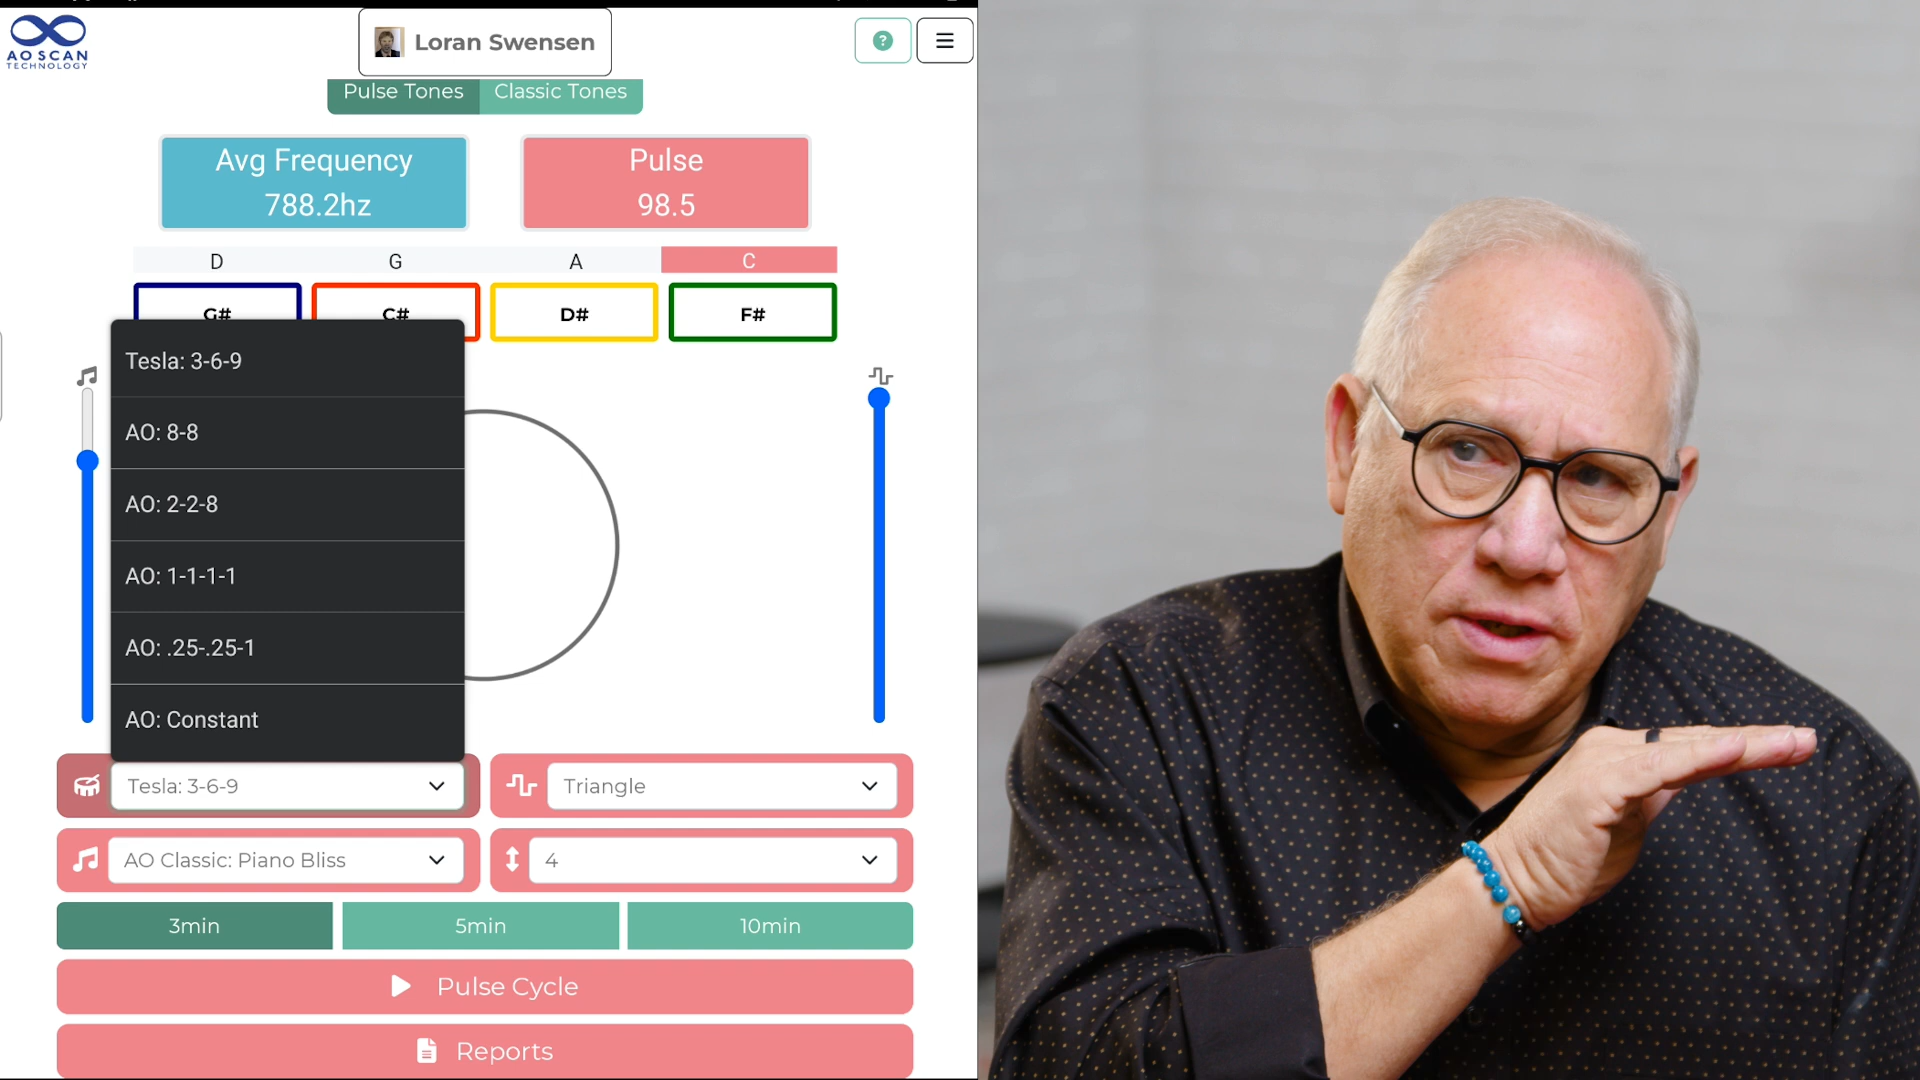 AO SCAN
TECHNOLOGY
Loran Swensen
?
Pulse Tones
Classic Tones
Avg Frequency
788.2hz
Pulse
98.5
D
G
A
C
G#
C#
D#
F#
Tesla: 3-6-9
AO: 8-8
AO: 2-2-8
AO: 1-1-1-1
AO: .25-.25-1
AO: Constant
Tesla: 3-6-9
Triangle
AO Classic: Piano Bliss
4
3min
5min
10min
Pulse Cycle
Reports